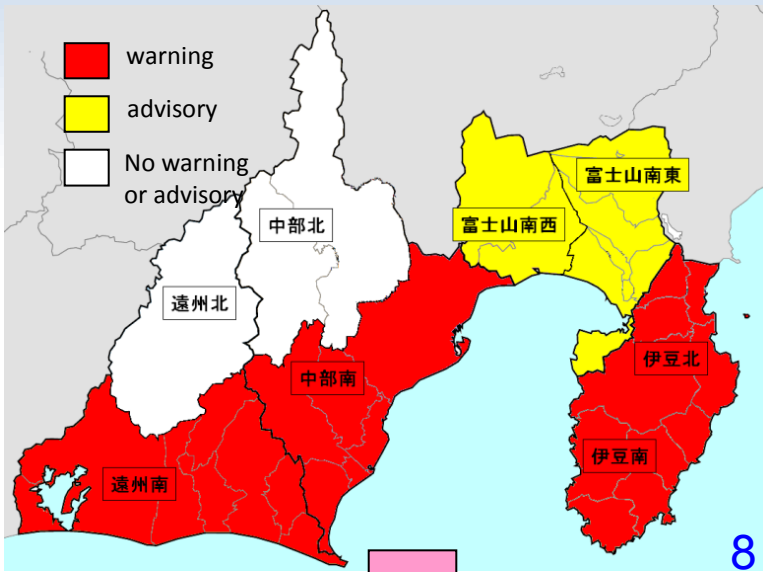 warning
advisory
No warning
or advisory
富士山南東
中部北
富士山南西
遠州北
伊豆北
中部南
伊豆南
遠州南
8